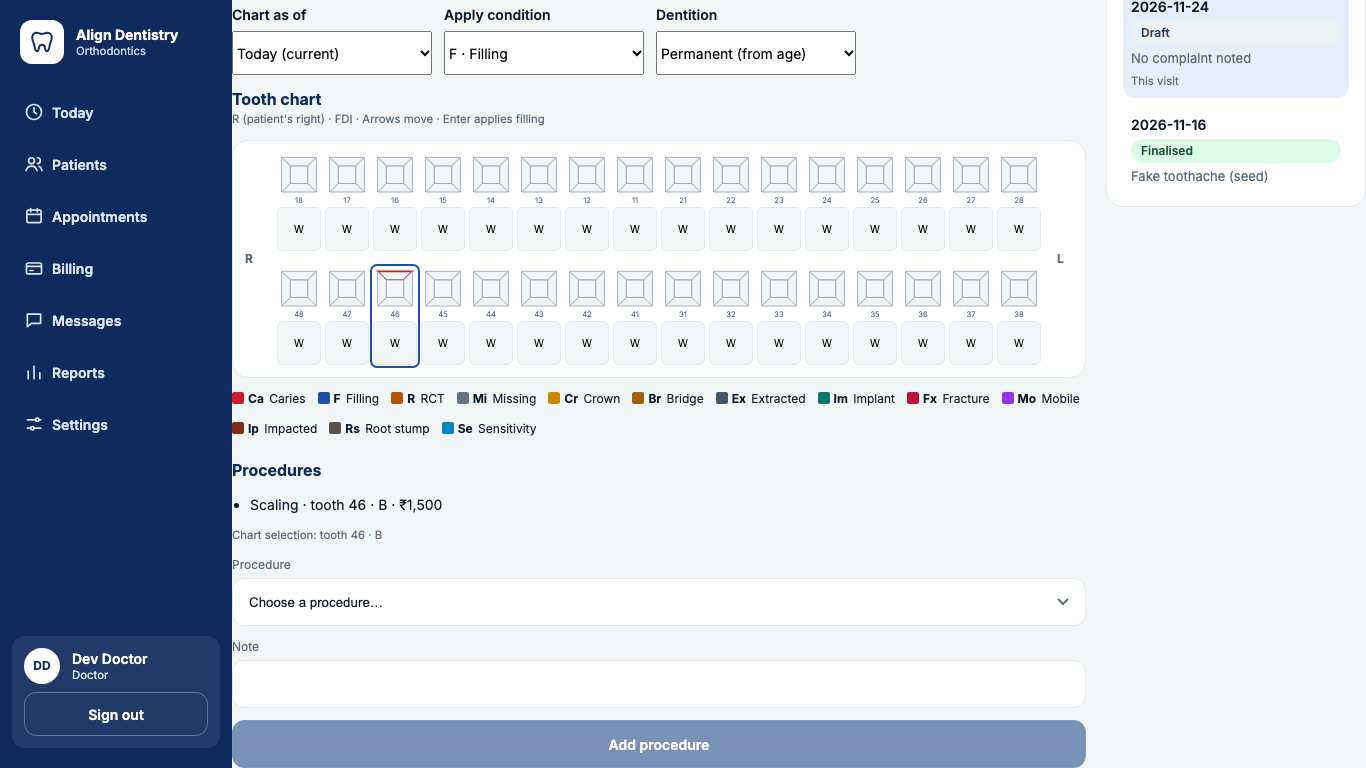 Align Dentistry
Orthodontics
Today
Patients
Appointments
Billing
Messages
Reports
Settings
DD
Dev Doctor
Doctor
Sign out
Chart as of
Apply condition
Dentition
Today (current)
F · Filling
Permanent (from age)
Tooth chart
R (patient's right) · FDI · Arrows move · Enter applies filling
18 17 16 15 14 13 12 11 21 22 23 24 25 26 27 28
W W W W W W W W W W W W W W W W
R
L
48 47 46 45 44 43 42 41 31 32 33 34 35 36 37 38
W W W W W W W W W W W W W W W W
Ca Caries F Filling R RCT Mi Missing Cr Crown Br Bridge Ex Extracted Im Implant Fx Fracture Mo Mobile
Ip Impacted Rs Root stump Se Sensitivity
Procedures
• Scaling · tooth 46 · B · ₹1,500
Chart selection: tooth 46 · B
Procedure
Choose a procedure…
Note
Add procedure
2026-11-24
Draft
No complaint noted
This visit
2026-11-16
Finalised
Fake toothache (seed)